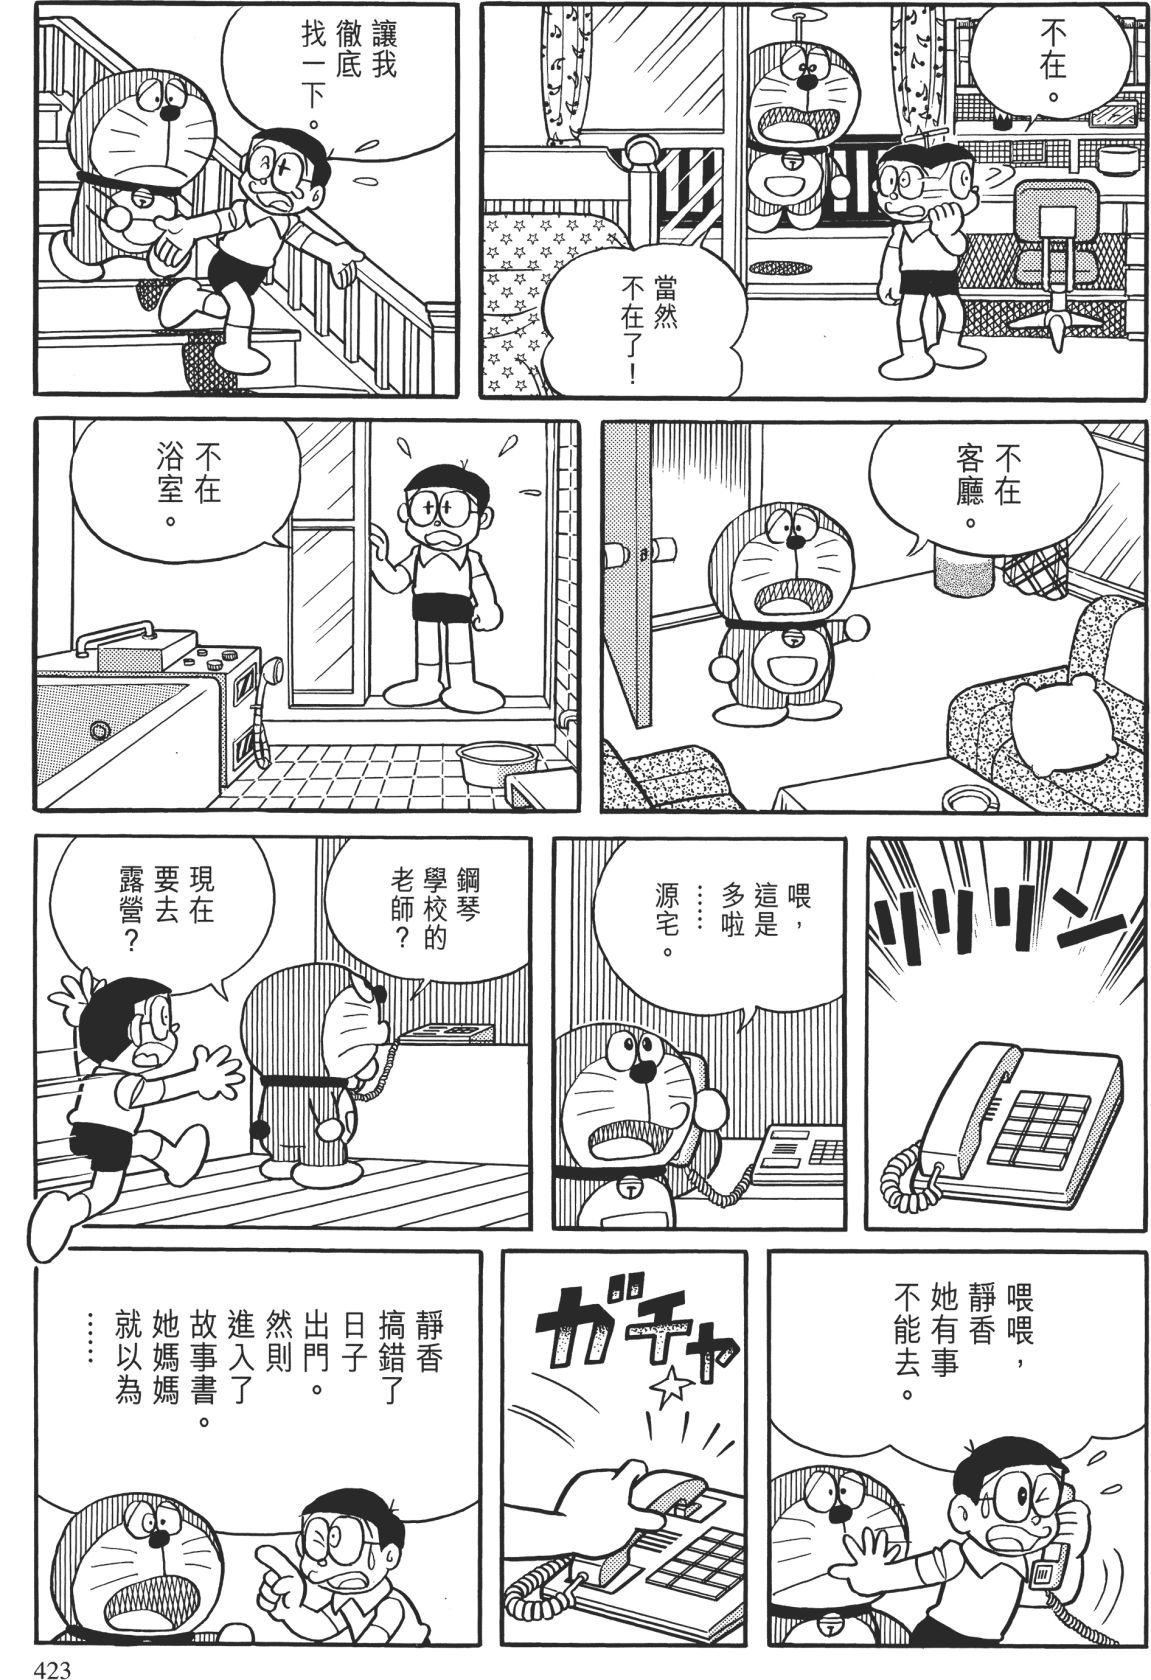 不在。
當然
不在了！
讓我
徹底
找一下。
不在
客廳。
不在
浴室。
リリリン
喂，
這是
多啦
……
源宅。
鋼琴
學校的
老師？
現在
要去
露營？
喂喂，
靜香
她有事
不能去。
ガチャ
靜香
搞錯了
日子
出門。
然則
進入了
故事書。
她媽媽
就以為
……
423